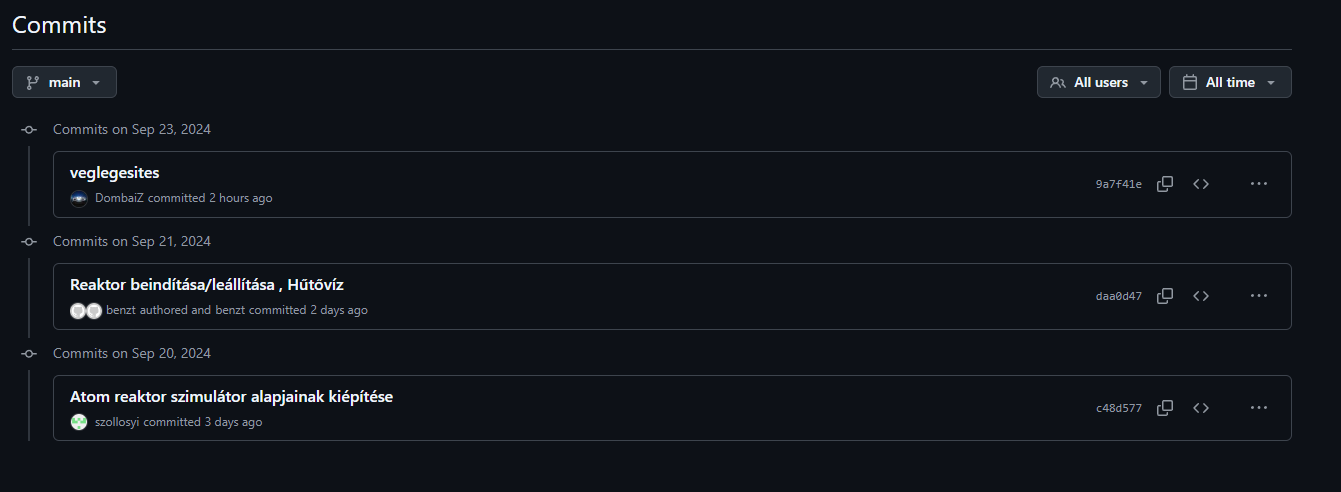 Commits
main
All users
All time
Commits on Sep 23, 2024
veglegesites
DombaiZ committed 2 hours ago
9a7f41e
Commits on Sep 21, 2024
Reaktor beindítása/leállítása , Hűtővíz
benzt authored and benzt committed 2 days ago
daa0d47
Commits on Sep 20, 2024
Atom reaktor szimulátor alapjainak kiépítése
szollosyi committed 3 days ago
c48d577